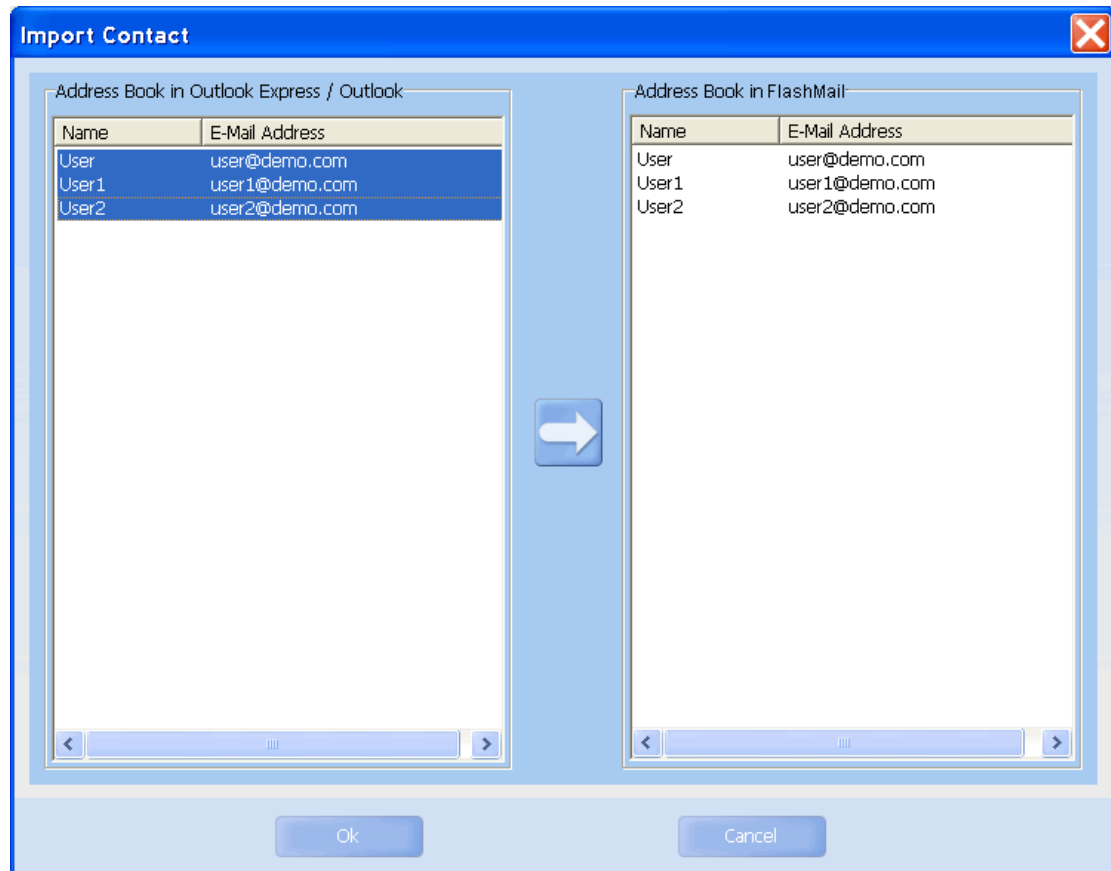 Import Contact
Address Book in Outlook Express / Outlook
Name E-Mail Address
User user@demo.com
User1 user1@demo.com
User2 user2@demo.com
Address Book in FlashMail
Name E-Mail Address
User user@demo.com
User1 user1@demo.com
User2 user2@demo.com
Ok Cancel